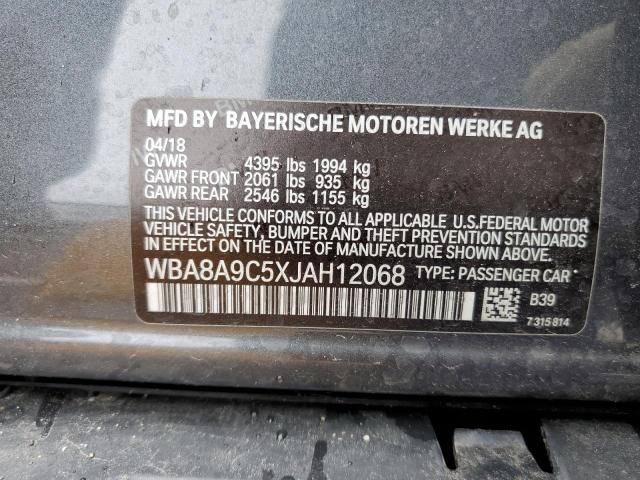 MFD BY BAYERISCHE MOTOREN WERKE AG
04/18
GVWR 4395 lbs 1994 kg
GAWR FRONT 2061 lbs 935 kg
GAWR REAR 2546 lbs 1155 kg
THIS VEHICLE CONFORMS TO ALL APPLICABLE U.S.FEDERAL MOTOR
VEHICLE SAFETY, BUMPER AND THEFT PREVENTION STANDARDS
IN EFFECT ON THE DATE OF MANUFACTURE SHOWN ABOVE.
WBA8A9C5XJAH12068 TYPE: PASSENGER CAR
B39
7315814